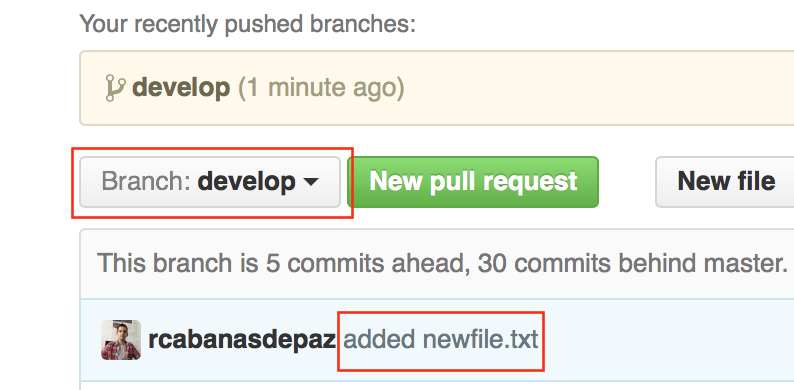 Your recently pushed branches:
develop (1 minute ago)
Branch: develop New pull request New file
This branch is 5 commits ahead, 30 commits behind master.
rcabanasdepaz added newfile.txt